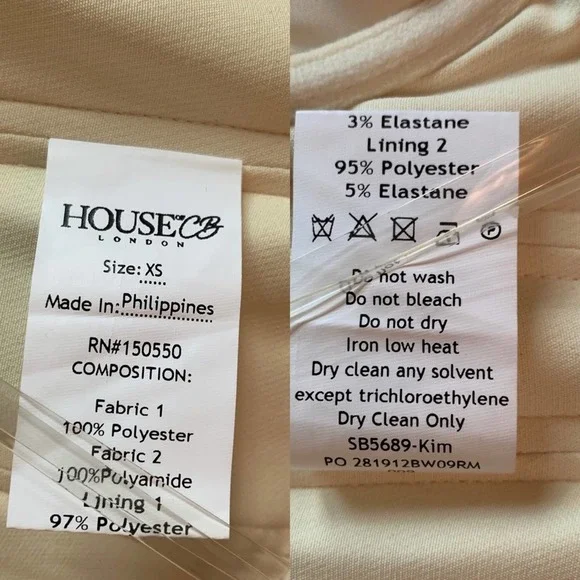 HOUSE OF CB
LONDON
Size: XS
Made In: Philippines
RN#150550
COMPOSITION:
Fabric 1
100% Polyester
Fabric 2
100%Polyamide
Lining 1
97% Polyester
3% Elastane
Lining 2
95% Polyester
5% Elastane
P
Do not wash
Do not bleach
Do not dry
Iron low heat
Dry clean any solvent
except trichloroethylene
Dry Clean Only
SB5689-Kim
PO 281912BW09RM